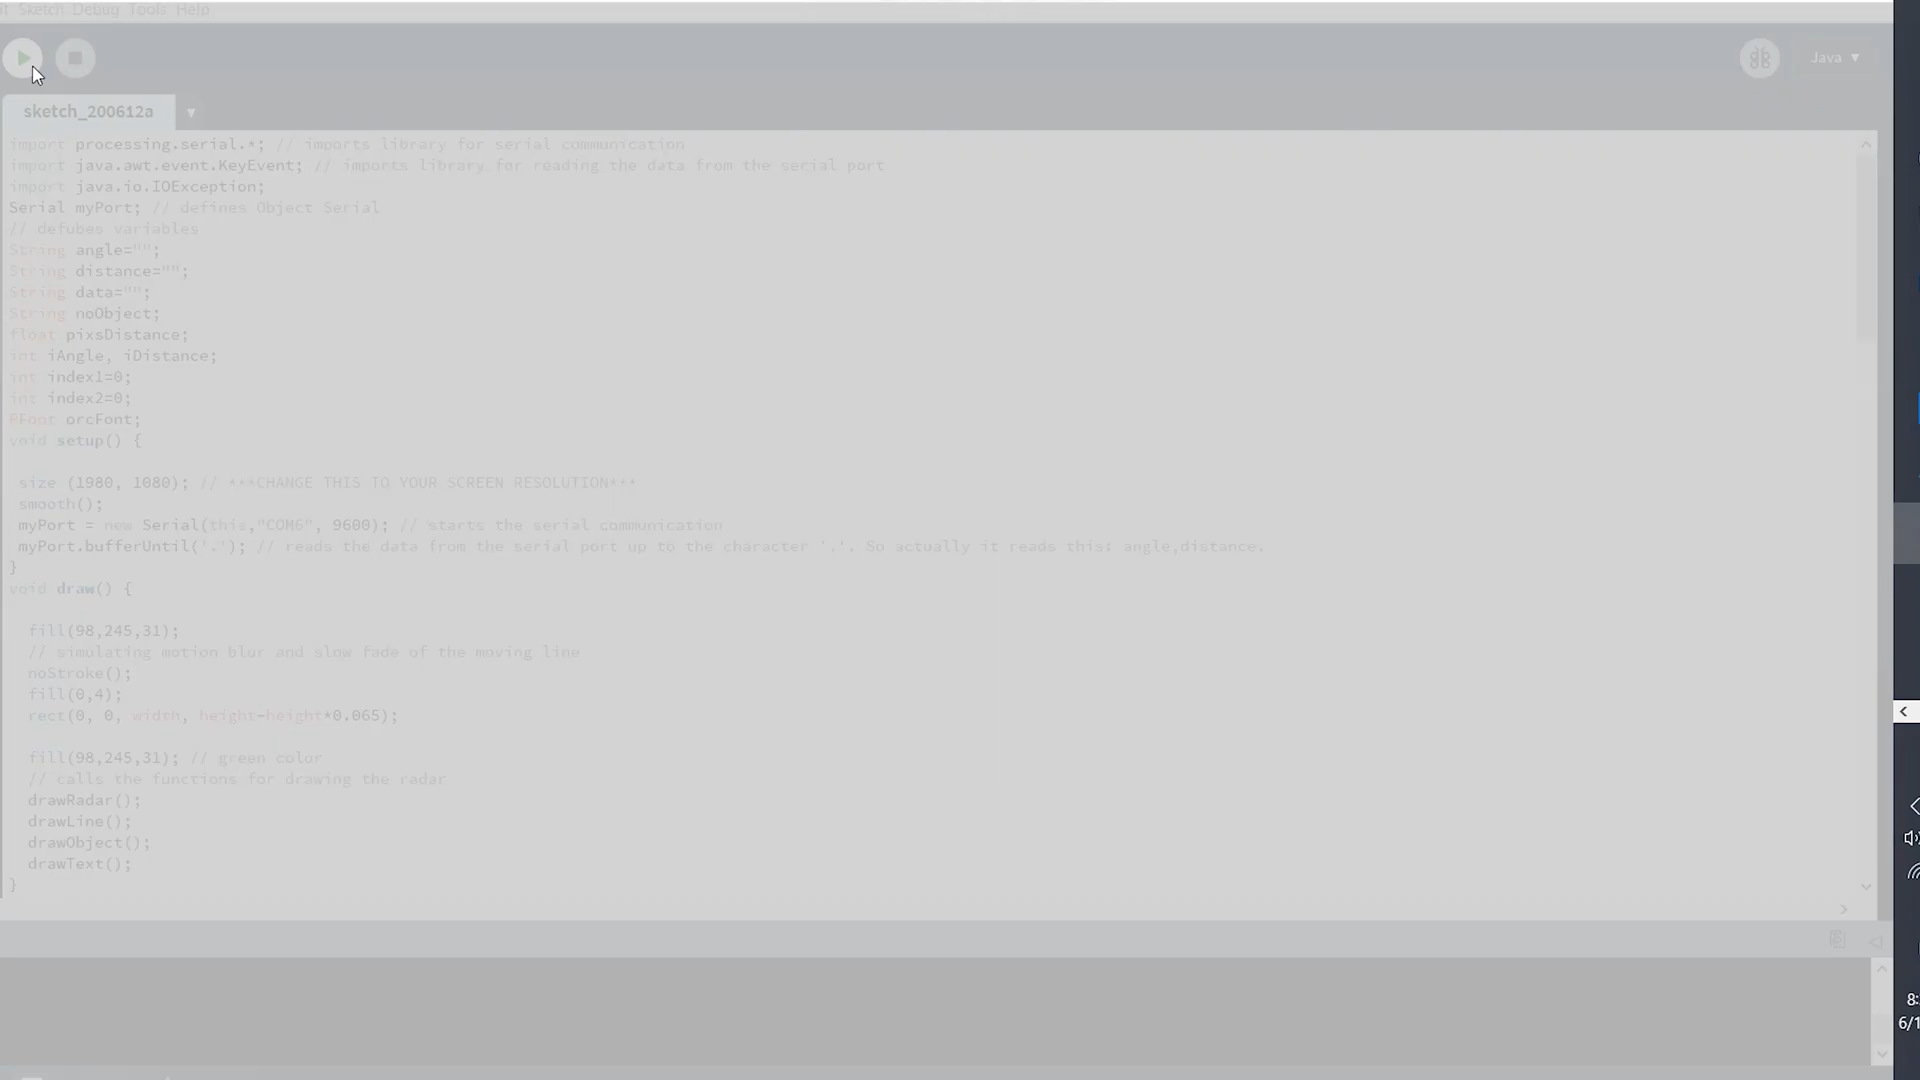 Sketch Debug Tools Help
Java
sketch_200612a
import processing.serial.*; // imports library for serial communication
import java.awt.event.KeyEvent; // imports library for reading the data from the serial port
import java.io.IOException;
Serial myPort; // defines Object Serial
// defubes variables
String angle="";
String distance="";
String data="";
String noObject;
float pixsDistance;
int iAngle, iDistance;
int index1=0;
int index2=0;
PFont orcFont;
void setup() {
size (1980, 1080); // ***CHANGE THIS TO YOUR SCREEN RESOLUTION***
smooth();
myPort = new Serial(this,"COM6", 9600); // starts the serial communication
myPort.bufferUntil('.'); // reads the data from the serial port up to the character '.'. So actually it reads this: angle,distance.
}
void draw() {
fill(98,245,31);
// simulating motion blur and slow fade of the moving line
noStroke();
fill(0,4);
rect(0, 0, width, height-height*0.065);
fill(98,245,31); // green color
// calls the functions for drawing the radar
drawRadar();
drawLine();
drawObject();
drawText();
}